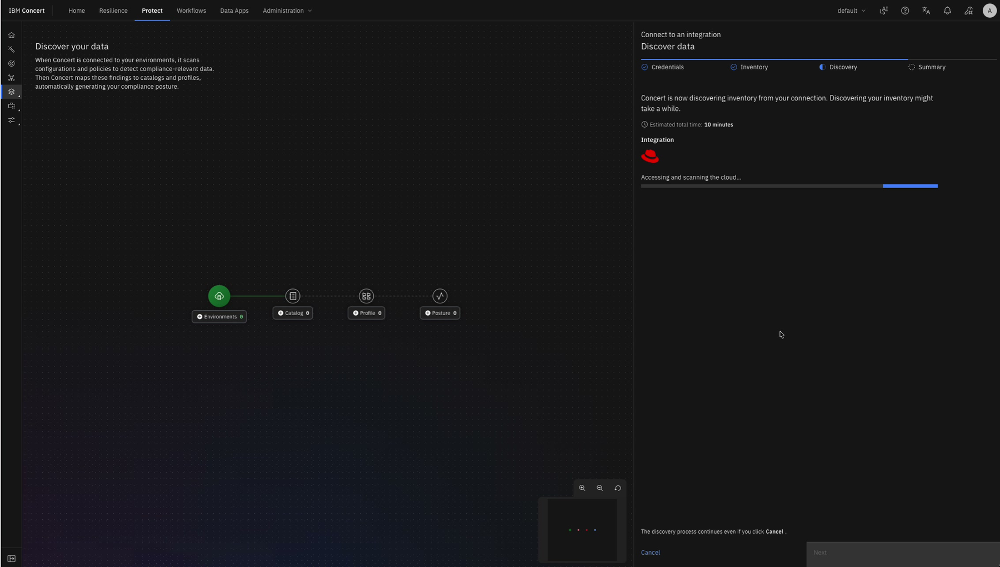 IBM Concert
Home
Resilience
Protect
Workflows
Data Apps
Administration
default
A
Discover your data
When Concert is connected to your environments, it scans
configurations and policies to detect compliance-relevant data.
Then Concert maps these findings to catalogs and profiles,
automatically generating your compliance posture.
Environments 0
Catalog 0
Profile 0
Posture 0
Connect to an integration
Discover data
Credentials
Inventory
Discovery
Summary
Concert is now discovering inventory from your connection. Discovering your inventory might
take a while.
Estimated total time: 10 minutes
Integration
Accessing and scanning the cloud...
The discovery process continues even if you click Cancel .
Cancel
Next